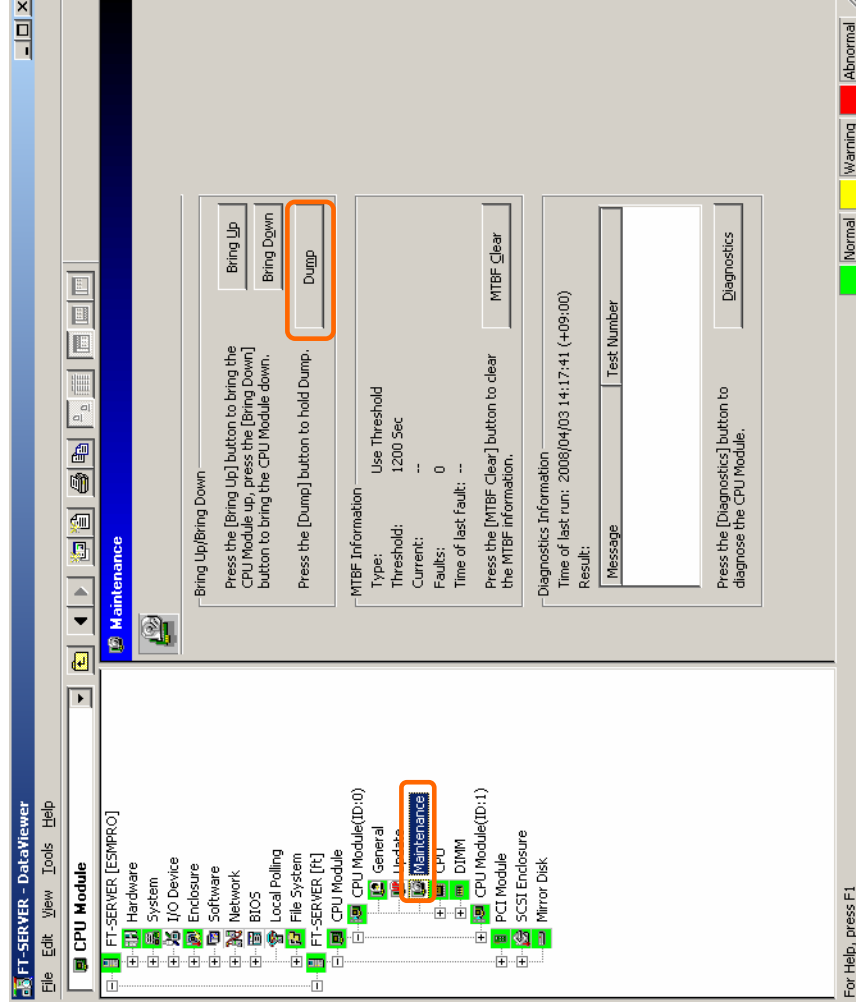 FT-SERVER - DataViewer
File Edit View Tools Help
CPU Module
FT-SERVER [ESMPRO]
Hardware
System
I/O Device
Enclosure
Software
Network
BIOS
Local Polling
File System
FT-SERVER [ft]
CPU Module
CPU Module(ID:0)
General
Update
Maintenance
CPU
DIMM
CPU Module(ID:1)
PCI Module
SCSI Enclosure
Mirror Disk
Maintenance
Bring Up/Bring Down
Press the [Bring Up] button to bring the
CPU Module up, press the [Bring Down]
button to bring the CPU Module down.
Bring Up
Bring Down
Press the [Dump] button to hold Dump.
Dump
MTBF Information
Type: Use Threshold
Threshold: 1200 Sec
Current: --
Faults: 0
Time of last fault: --
Press the [MTBF Clear] button to clear
the MTBF information.
MTBF Clear
Diagnostics Information
Time of last run: 2008/04/03 14:17:41 (+09:00)
Result:
Message Test Number
Press the [Diagnostics] button to
diagnose the CPU Module.
Diagnostics
For Help, press F1
Normal Warning Abnormal